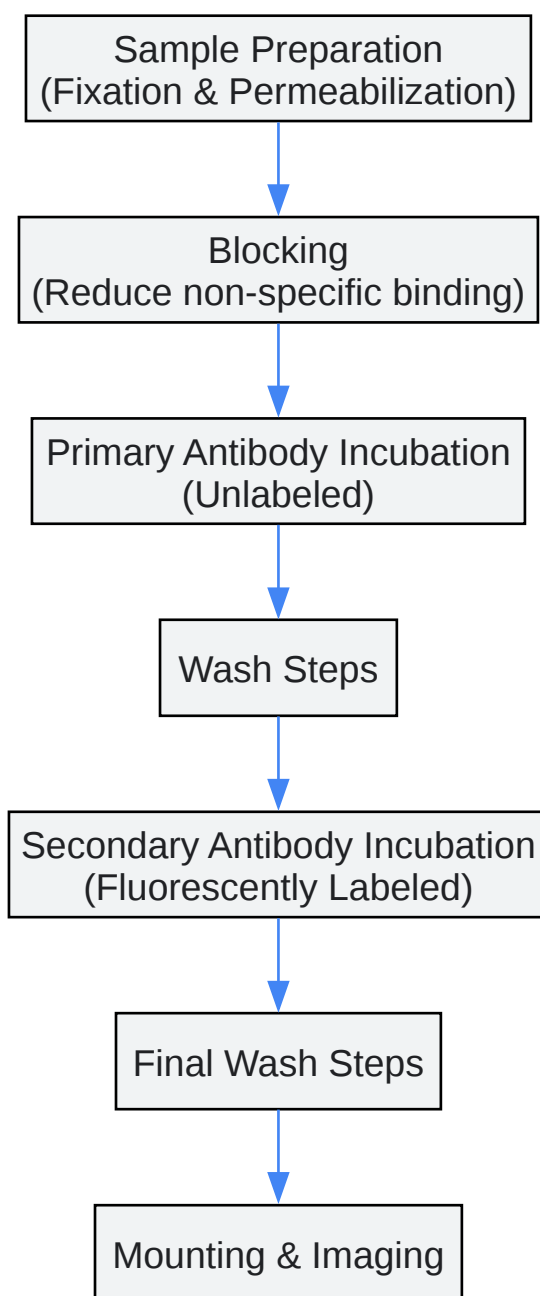 Sample Preparation
(Fixation & Permeabilization)
Blocking
(Reduce non-specific binding)
Primary Antibody Incubation
(Unlabeled)
Wash Steps
Secondary Antibody Incubation
(Fluorescently Labeled)
Final Wash Steps
Mounting & Imaging